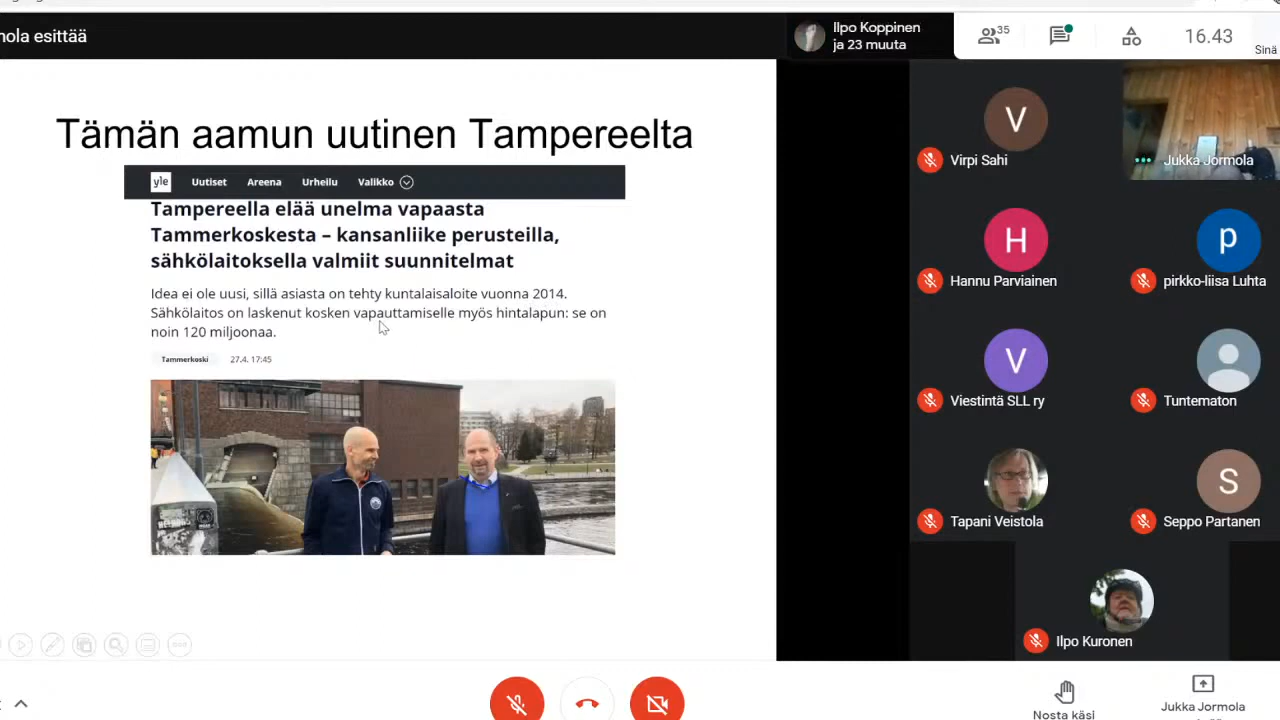 nola esittää
Ilpo Koppinen
ja 23 muuta
35
16.43
Sinä
Tämän aamun uutinen Tampereelta
yle Uutiset Areena Urheilu Valikko
Tampereella elää unelma vapaasta
Tammerkoskesta – kansanliike perusteilla,
sähkölaitoksella valmiit suunnitelmat
Idea ei ole uusi, sillä asiasta on tehty kuntalaisaloite vuonna 2014.
Sähkölaitos on laskenut kosken vapauttamiselle myös hintalapun: se on
noin 120 miljoonaa.
Tammerkoski 27.4. 17:45
V
Virpi Sahi
Jukka Jormola
H
Hannu Parviainen
p
pirkko-liisa Luhta
V
Viestintä SLL ry
Tuntematon
Tapani Veistola
S
Seppo Partanen
Ilpo Kuronen
Nosta käsi
Jukka Jormola